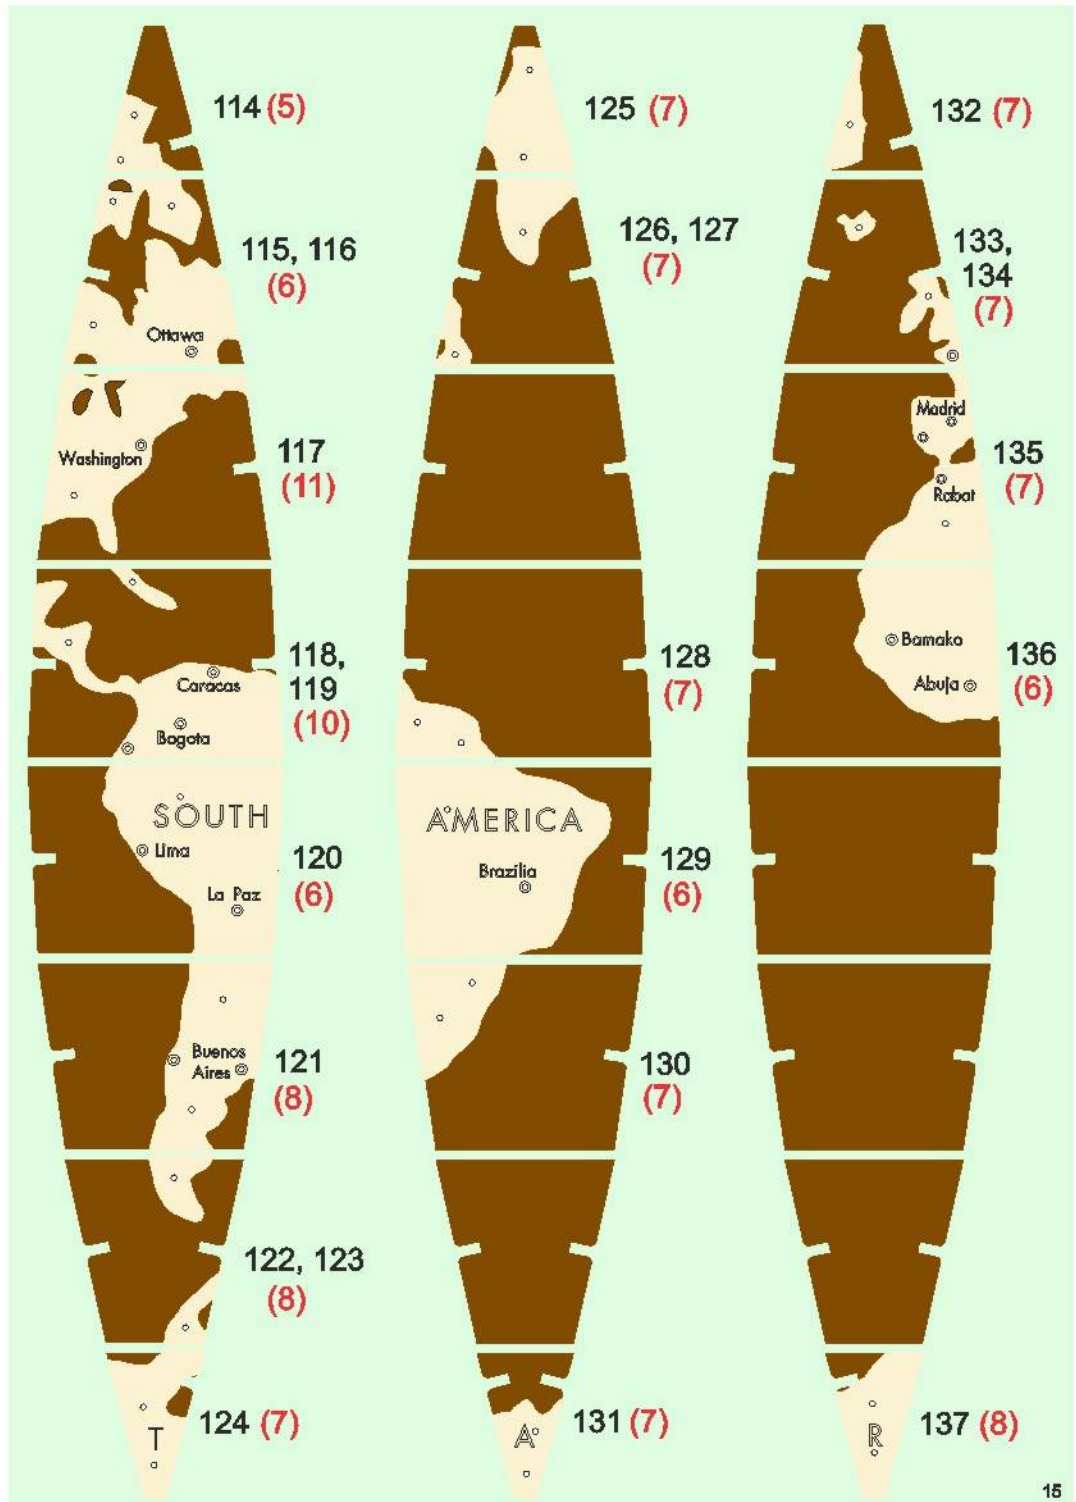 114 (5)
115, 116
(6)
Ottawa
Washington
117
(11)
118,
119
(10)
Caracas
Bogota
SOUTH
Lima
120
(6)
La Paz
Buenos
Aires
121
(8)
122, 123
(8)
124 (7)
T
125 (7)
126, 127
(7)
128
(7)
AMERICA
Brazilia
129
(6)
130
(7)
131 (7)
A
132 (7)
133,
134
(7)
Madrid
135
(7)
Rabat
Bamako
136
(6)
Abuja
137 (8)
R
15